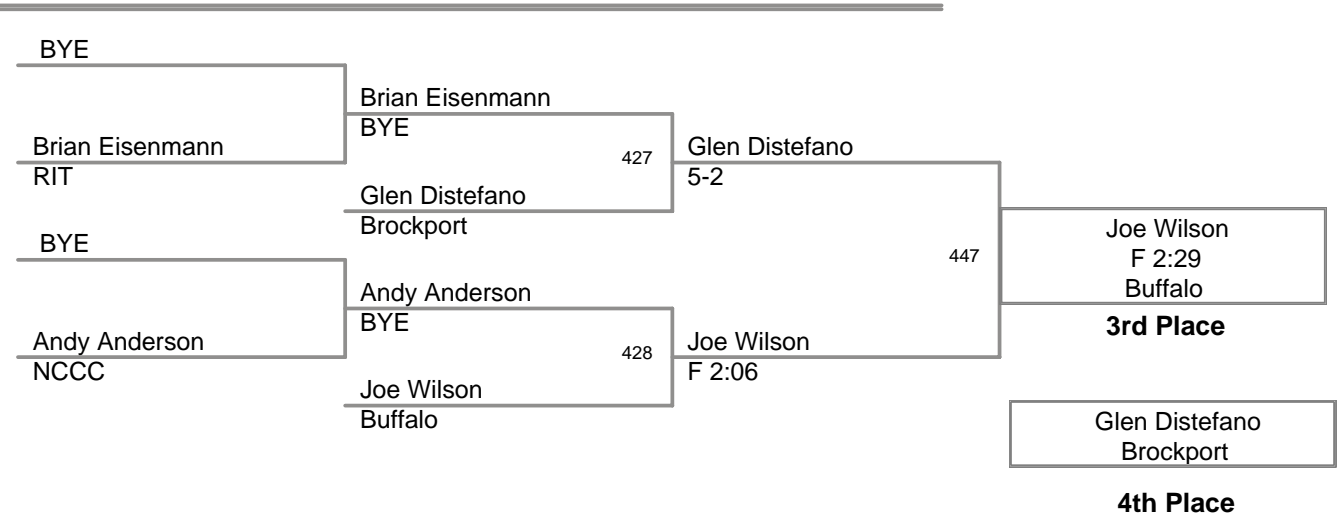 BYE
Brian Eisenmann
RIT
BYE
Andy Anderson
NCCC
Brian Eisenmann
BYE
427
Glen Distefano
Brockport
Andy Anderson
BYE
428
Joe Wilson
Buffalo
Glen Distefano
5-2
447
Joe Wilson
F 2:06
Joe Wilson
F 2:29
Buffalo
3rd Place
Glen Distefano
Brockport
4th Place